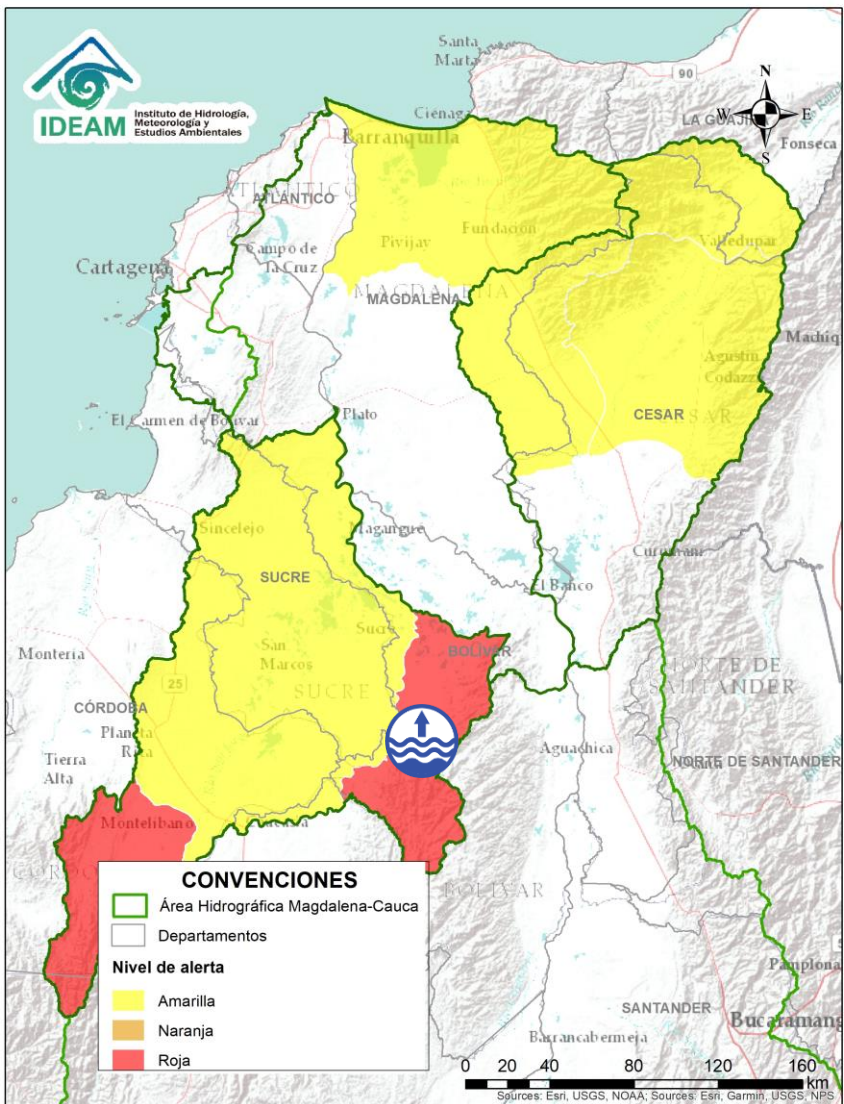 IDEAM
Instituto de Hidrología,
Meteorología y
Estudios Ambientales
Santa
Marta
90
N
W
E
S
Ciénaga
LA GUAJI
Fonseca
Barranquilla
ATLÁNTICO
Fundación
Pivijay
Valledupar
Campo de
la Cruz
Cartagena
MAGDALENA
Machiq
Agustín
Codazzi
CESAR
Plato
El Carmen de Bolívar
Sincelejo
Magangue
Curumaní
SUCRE
El Banco
Sucre
San
Marcos
BOLÍVAR
Montería
SUCRE
NORTE DE
SANTANDER
25
CÓRDOBA
Planeta
Rica
Tierra
Alta
Aguachica
NORTE DE SANTANDER
Montelíbano
BOLÍVAR
CONVENCIONES
Área Hidrográfica Magdalena-Cauca
Departamentos
Nivel de alerta
Amarilla
Naranja
Roja
Pamplona
SANTANDER
Bucaramang
Barrancabermeja
0 20 40 80 120 160
km
Sources: Esri, USGS, NOAA; Sources: Esri, Garmin, USGS, NPS